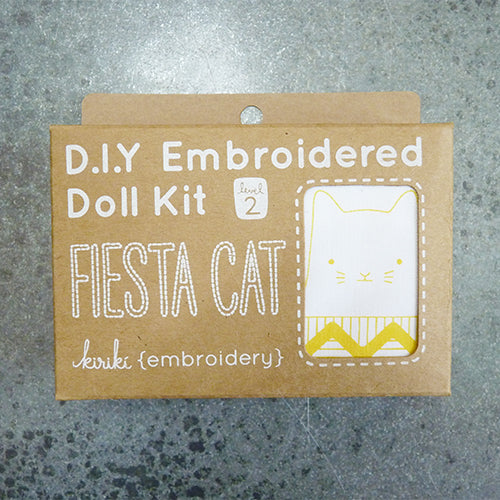 D.I.Y Embroidered
Doll Kit level 2
FIESTA CAT
kiriki {embroidery}